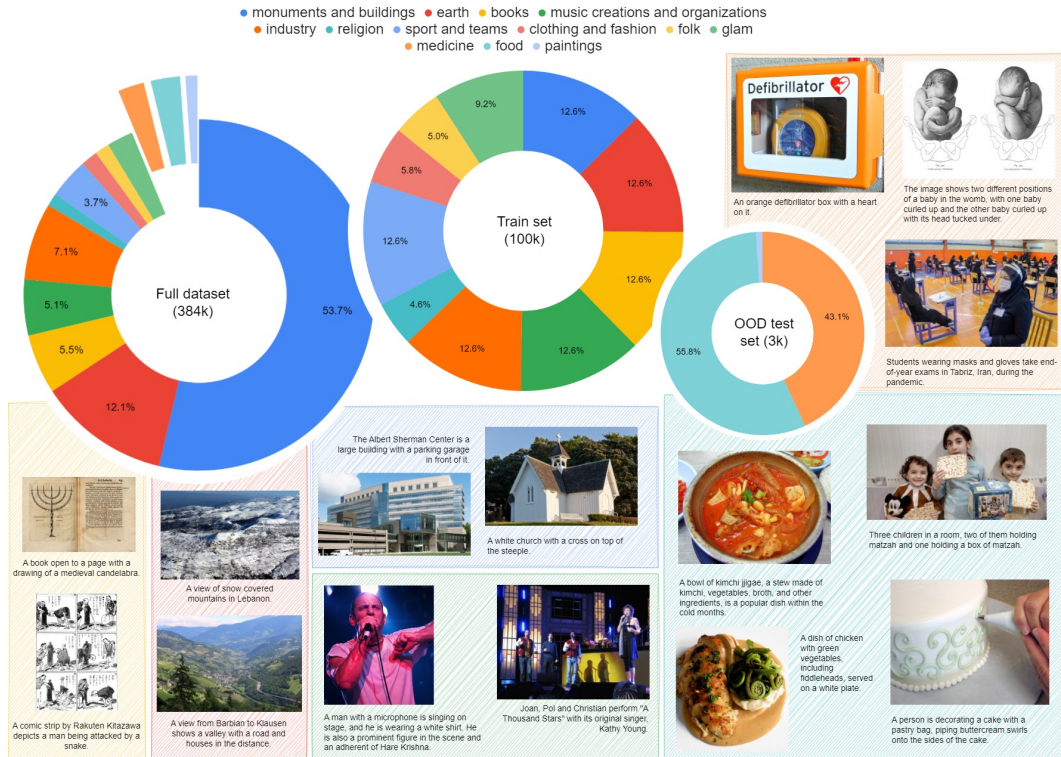 monuments and buildings earth books music creations and organizations
industry religion sport and teams clothing and fashion folk glam
medicine food paintings
3.7%
7.1%
5.1%
5.5%
12.1%
53.7%
Full dataset
(384k)
12.6%
12.6%
12.6%
12.6%
12.6%
4.6%
12.6%
5.8%
5.0%
9.2%
Train set
(100k)
43.1%
55.8%
OOD test
set (3k)
Defibrillator
An orange defibrillator box with a heart
on it.
The image shows two different positions
of a baby in the womb, with one baby
curled up and the other baby curled up
with its head tucked under.
Students wearing masks and gloves take end-
of-year exams in Tabriz, Iran, during the
pandemic.
A book open to a page with a
drawing of a medieval candelabra.
A comic strip by Rakuten Kitazawa
depicts a man being attacked by a
snake.
A view of snow covered
mountains in Lebanon.
A view from Barbian to Klausen
shows a valley with a road and
houses in the distance.
The Albert Sherman Center is a
large building with a parking garage
in front of it.
A white church with a cross on top of
the steeple.
A man with a microphone is singing on
stage, and he is wearing a white shirt. He
is also a prominent figure in the scene and
an adherent of Hare Krishna.
Joan, Pol and Christian perform "A
Thousand Stars" with its original singer,
Kathy Young.
A bowl of kimchi jjigae, a stew made of
kimchi, vegetables, broth, and other
ingredients, is a popular dish within the
cold months.
Three children in a room, two of them holding
matzah and one holding a box of matzah.
A dish of chicken
with green
vegetables,
including
fiddleheads, served
on a white plate.
A person is decorating a cake with a
pastry bag, piping buttercream swirls
onto the sides of the cake.